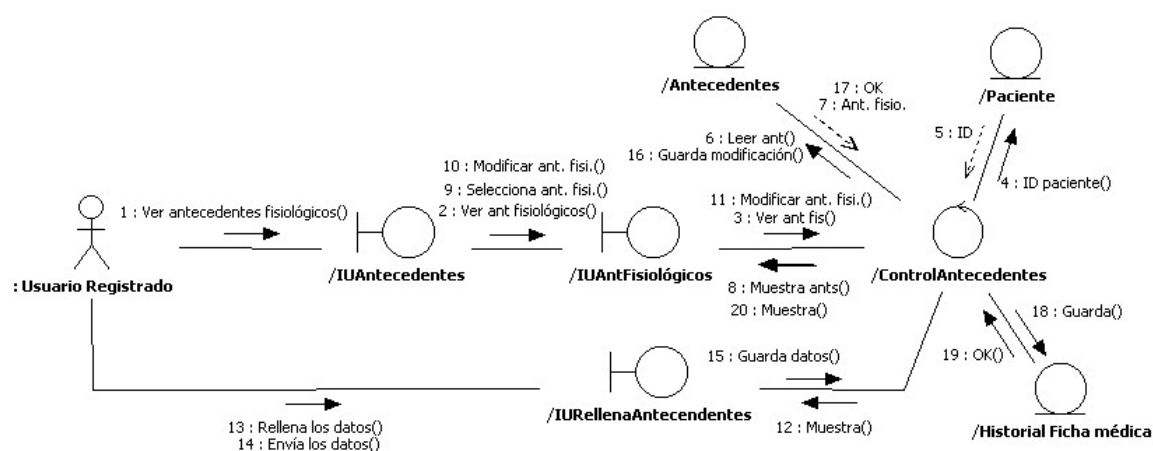 /Antecedentes
/Paciente
17 : OK
7 : Ant. fisio.
5 : ID
6 : Leer ant()
16 : Guarda modificación()
4 : ID paciente()
10 : Modificar ant. fisi.()
9 : Selecciona ant. fisi.()
2 : Ver ant fisiológicos()
11 : Modificar ant. fisi.()
3 : Ver ant fis()
1 : Ver antecedentes fisiológicos()
: Usuario Registrado
/IUAntecedentes
/IUAntFisiológicos
/ControlAntecedentes
8 : Muestra ants()
20 : Muestra()
18 : Guarda()
19 : OK()
15 : Guarda datos()
/IURellenaAntecendentes
12 : Muestra()
13 : Rellena los datos()
14 : Envía los datos()
/Historial Ficha médica